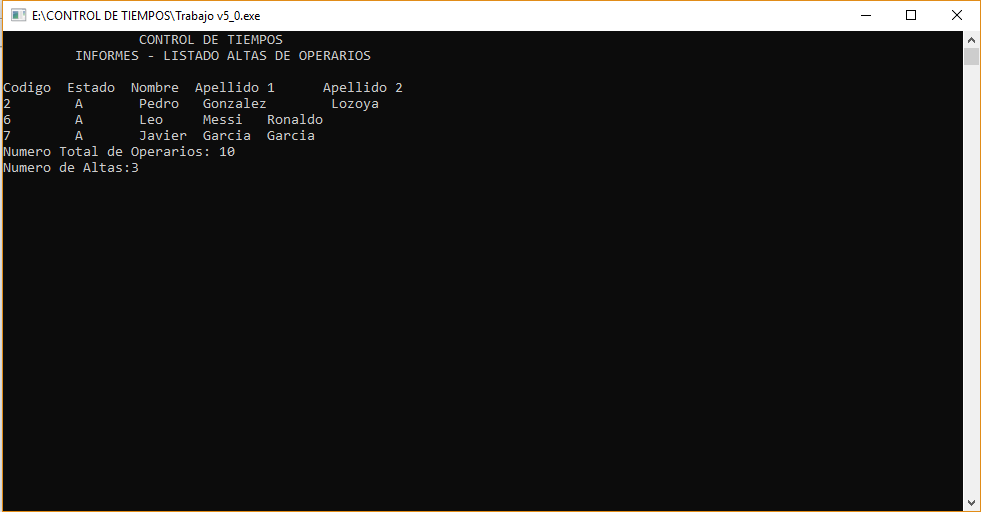 E:\CONTROL DE TIEMPOS\Trabajo v5_0.exe
CONTROL DE TIEMPOS
INFORMES - LISTADO ALTAS DE OPERARIOS
Codigo Estado Nombre Apellido 1 Apellido 2
2 A Pedro Gonzalez Lozoya
6 A Leo Messi Ronaldo
7 A Javier Garcia Garcia
Numero Total de Operarios: 10
Numero de Altas:3